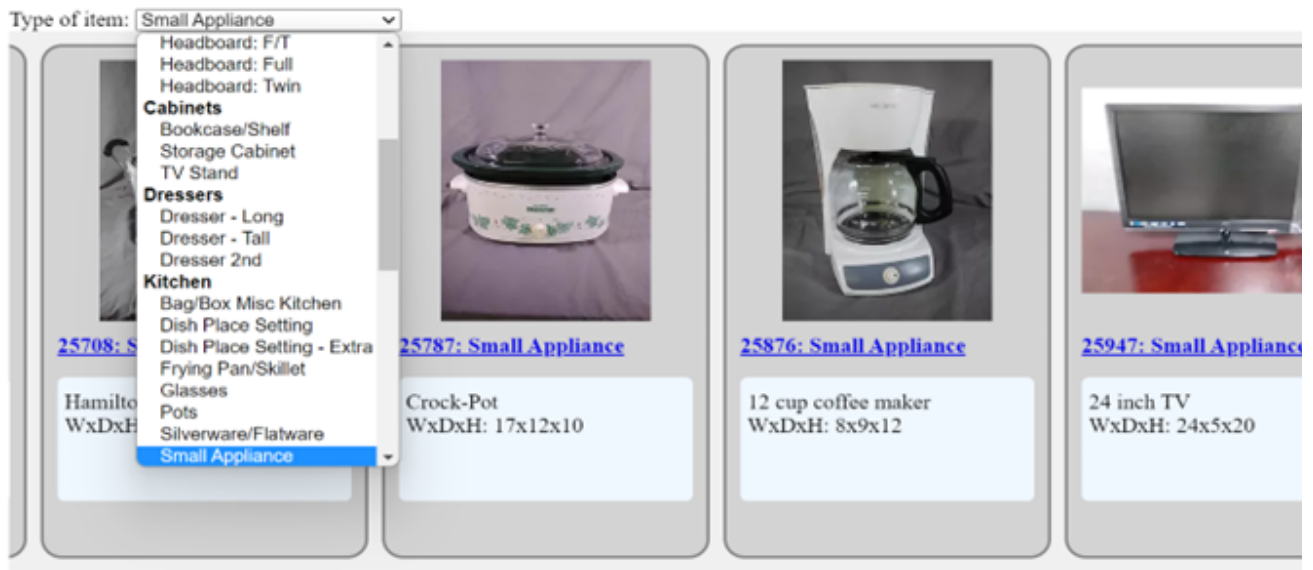 Type of item: Small Appliance
Headboard: F/T
Headboard: Full
Headboard: Twin
Cabinets
Bookcase/Shelf
Storage Cabinet
TV Stand
Dressers
Dresser - Long
Dresser - Tall
Dresser 2nd
Kitchen
Bag/Box Misc Kitchen
Dish Place Setting
Dish Place Setting - Extra
Frying Pan/Skillet
Glasses
Pots
Silverware/Flatware
Small Appliance
25708: S
Hamilto
WxDxH
25787: Small Appliance
Crock-Pot
WxDxH: 17x12x10
25876: Small Appliance
12 cup coffee maker
WxDxH: 8x9x12
25947: Small Appliance
24 inch TV
WxDxH: 24x5x20